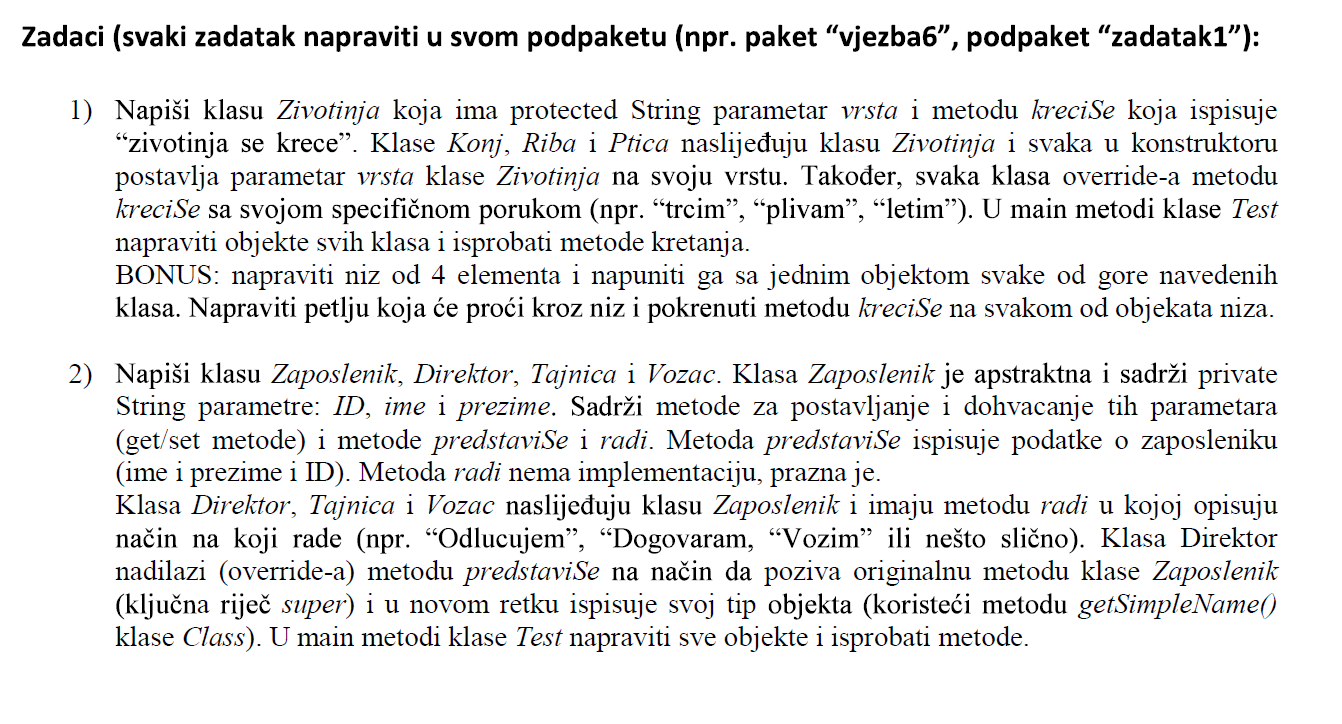 Zadaci (svaki zadatak napraviti u svom podpaketu (npr. paket “vjezba6”, podpaket “zadatak1”):
1) Napiši klasu Zivotinja koja ima protected String parametar vrsta i metodu kreciSe koja ispisuje
“zivotinja se krece”. Klase Konj, Riba i Ptica naslijeđuju klasu Zivotinja i svaka u konstruktoru
postavlja parametar vrsta klase Zivotinja na svoju vrstu. Također, svaka klasa override-a metodu
kreciSe sa svojom specifičnom porukom (npr. “trcim”, “plivam”, “letim”). U main metodi klase Test
napraviti objekte svih klasa i isprobati metode kretanja.
BONUS: napraviti niz od 4 elementa i napuniti ga sa jednim objektom svake od gore navedenih
klasa. Napraviti petlju koja će proći kroz niz i pokrenuti metodu kreciSe na svakom od objekata niza.
2) Napiši klasu Zaposlenik, Direktor, Tajnica i Vozac. Klasa Zaposlenik je apstraktna i sadrži private
String parametre: ID, ime i prezime. Sadrži metode za postavljanje i dohvacanje tih parametara
(get/set metode) i metode predstaviSe i radi. Metoda predstaviSe ispisuje podatke o zaposleniku
(ime i prezime i ID). Metoda radi nema implementaciju, prazna je.
Klasa Direktor, Tajnica i Vozac naslijeđuju klasu Zaposlenik i imaju metodu radi u kojoj opisuju
način na koji rade (npr. “Odlucujem”, “Dogovaram, “Vozim” ili nešto slično). Klasa Direktor
nadilazi (override-a) metodu predstaviSe na način da poziva originalnu metodu klase Zaposlenik
(ključna riječ super) i u novom retku ispisuje svoj tip objekta (koristeći metodu getSimpleName()
klase Class). U main metodi klase Test napraviti sve objekte i isprobati metode.